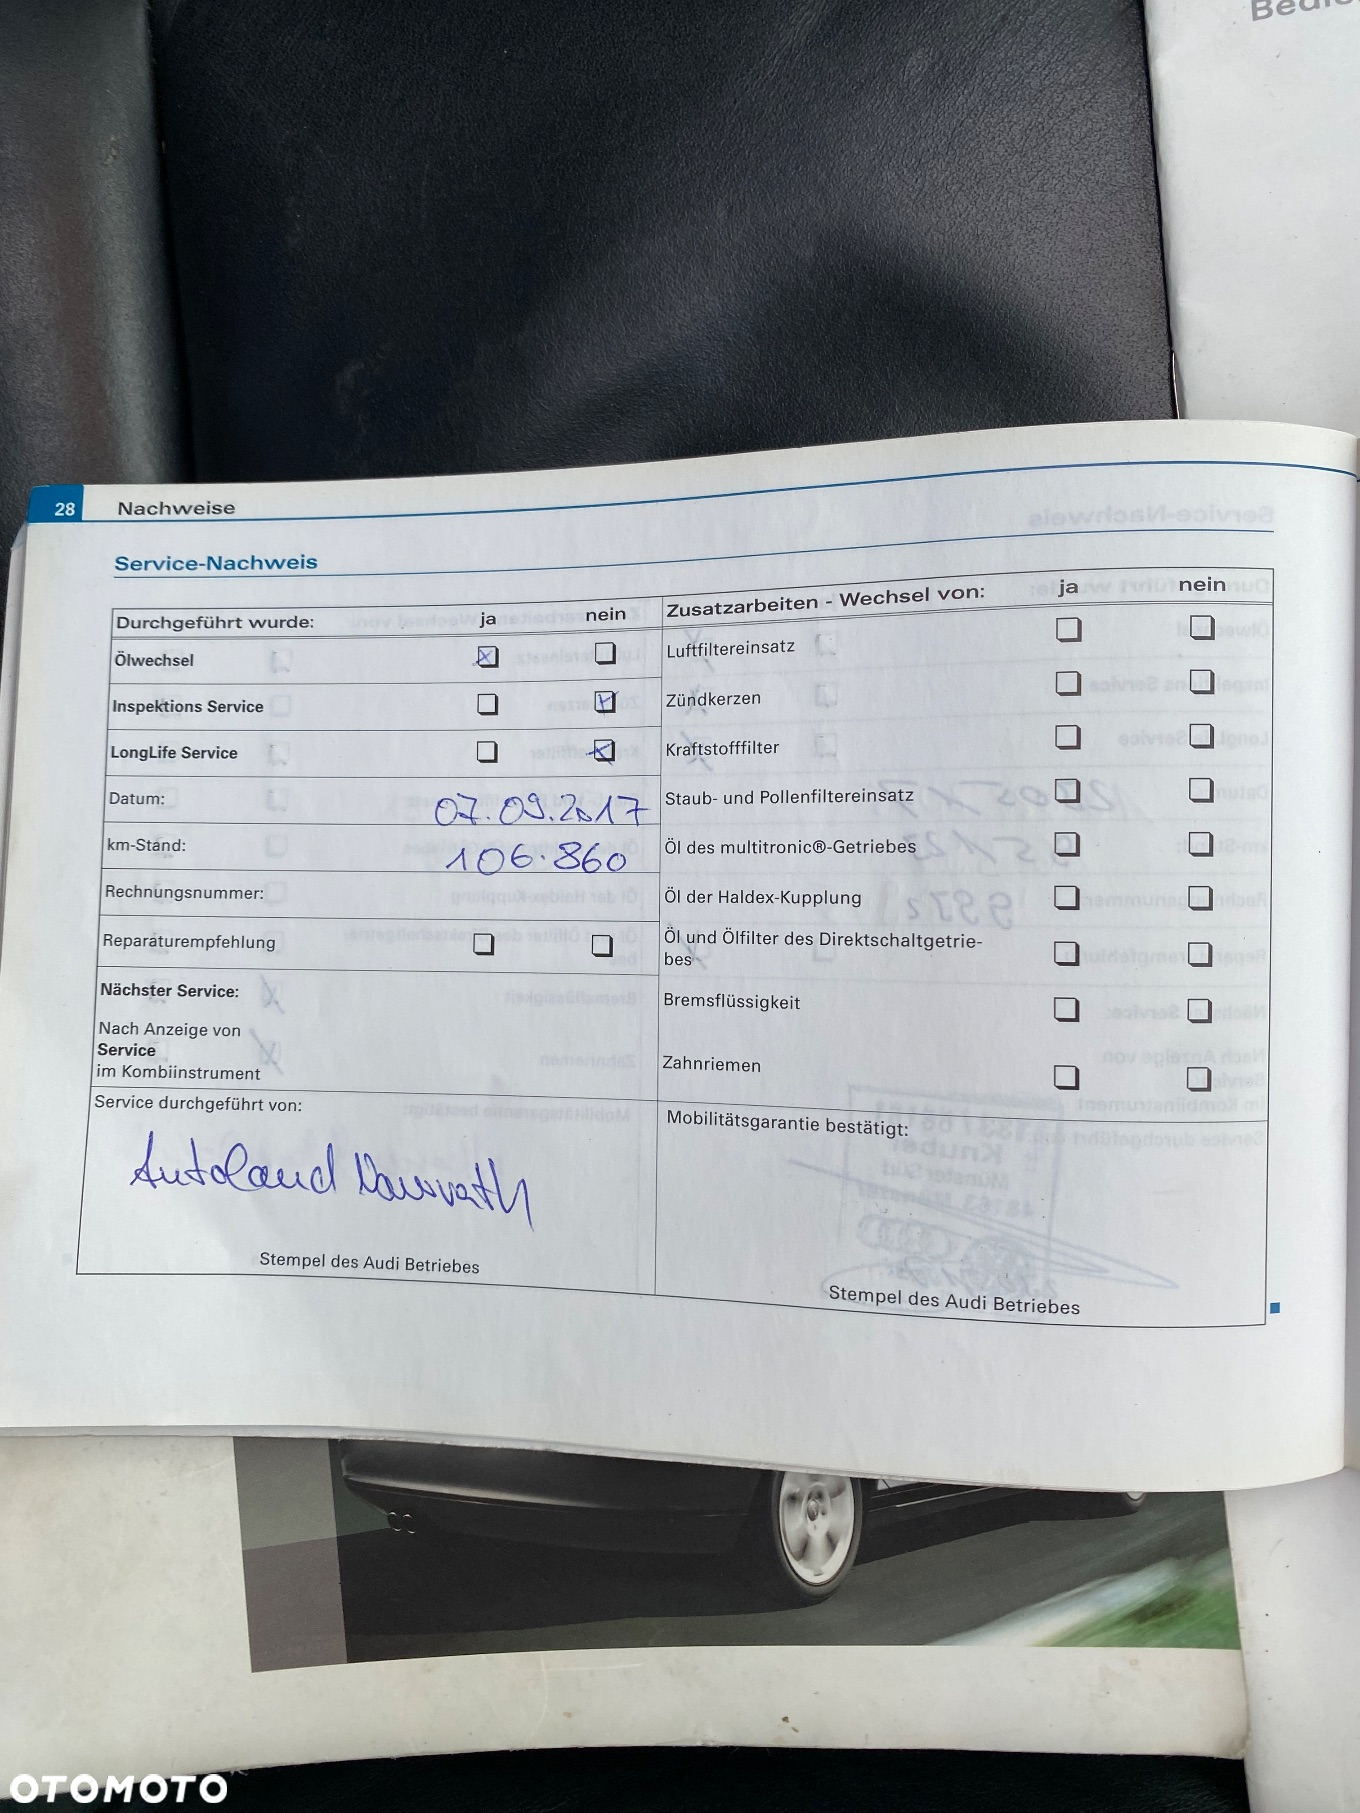 28 Nachweise
Service-Nachweis
Durchgeführt wurde: ja nein
Ölwechsel
Inspektions Service
LongLife Service
Datum: 07.09.2017
km-Stand: 106.860
Rechnungsnummer:
Reparaturempfehlung
Nächster Service:
Nach Anzeige von
Service
im Kombiinstrument
Service durchgeführt von:
Autoland
Stempel des Audi Betriebes
Zusatzarbeiten - Wechsel von: ja nein
Luftfiltereinsatz
Zündkerzen
Kraftstofffilter
Staub- und Pollenfiltereinsatz
Öl des multitronic®-Getriebes
Öl der Haldex-Kupplung
Öl und Ölfilter des Direktschaltgetrie-
bes
Bremsflüssigkeit
Zahnriemen
Mobilitätsgarantie bestätigt:
Stempel des Audi Betriebes
OTOMOTO